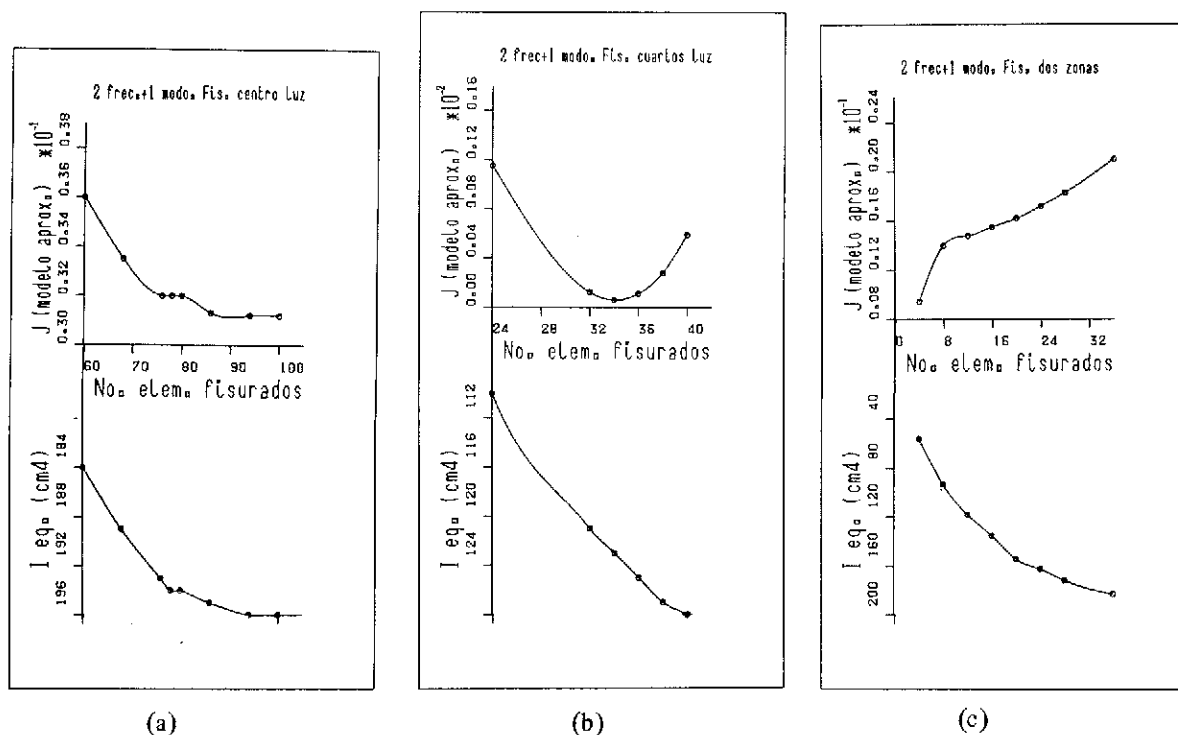 2 frec.+1 modo. Fis. centro luz
J (modelo aprox.) *10⁻¹
0.38
0.36
0.34
0.32
0.30
60 70 80 90 100
No. elem. fisurados
I eq. (cm4)
184
188
192
196
(a)
2 frec+1 modo. Fis. cuartos luz
J (modelo aprox.) *10⁻²
0.16
0.12
0.08
0.04
0.00
24 28 32 36 40
No. elem. fisurados
I eq. (cm4)
112
116
120
124
(b)
2 frec+1 modo. Fis. dos zonas
J (modelo aprox.) *10⁻¹
0.24
0.20
0.16
0.12
0.08
0 8 16 24 32
No. elem. fisurados
I eq. (cm4)
40
80
120
160
200
(c)